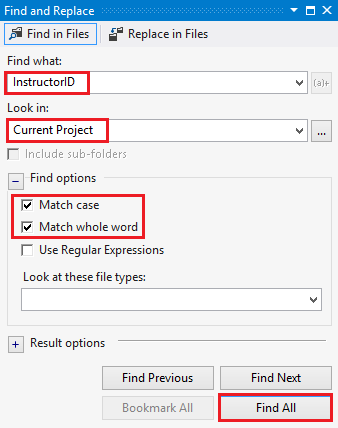 Find and Replace
Find in Files Replace in Files
Find what:
InstructorID
(a)+
Look in:
Current Project
...
Include sub-folders
Find options
Match case
Match whole word
Use Regular Expressions
Look at these file types:
Result options
Find Previous Find Next
Bookmark All Find All